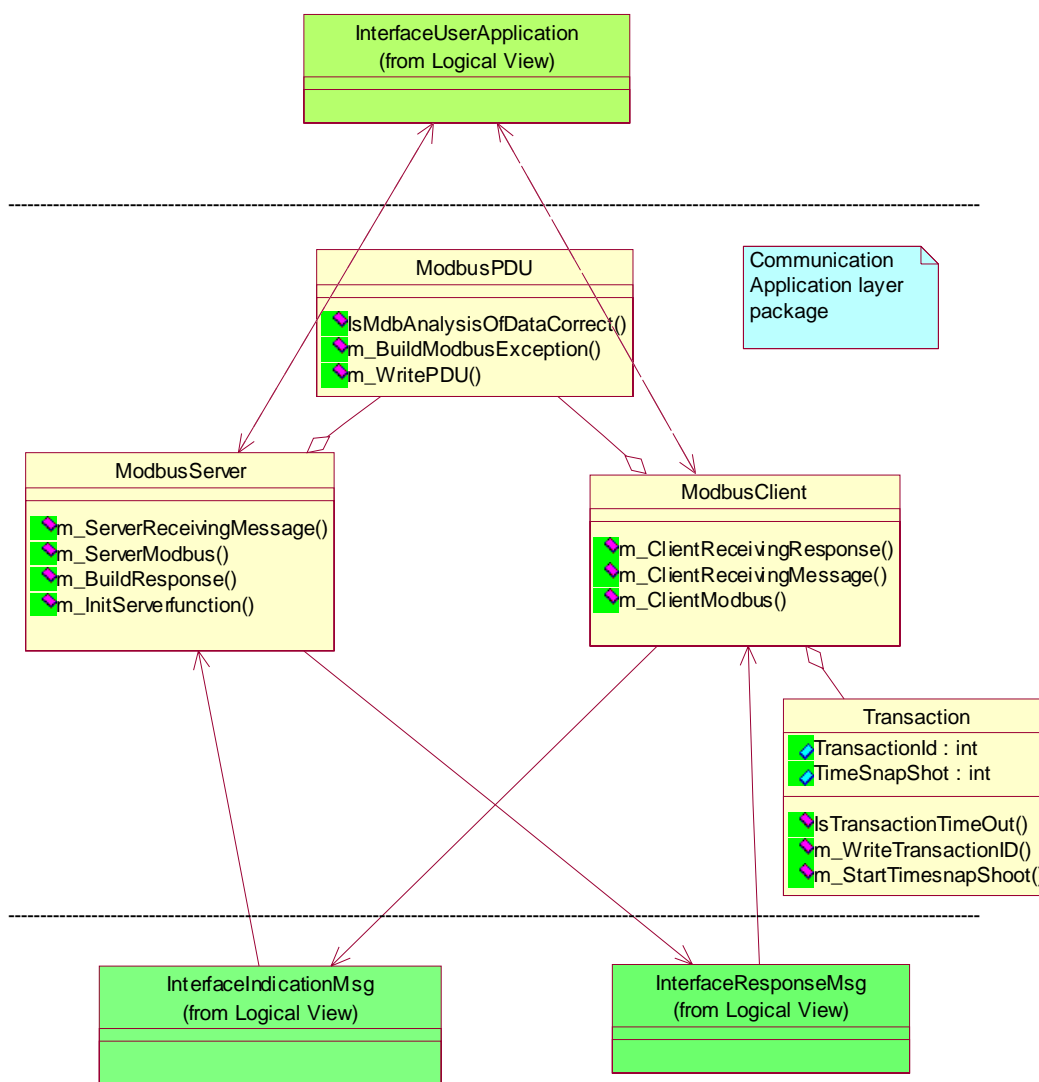 InterfaceUserApplication
(from Logical View)
ModbusPDU
IsMdbAnalysisOfDataCorrect()
m_BuildModbusException()
m_WritePDU()
Communication
Application layer
package
ModbusServer
m_ServerReceivingMessage()
m_ServerModbus()
m_BuildResponse()
m_InitServerfunction()
ModbusClient
m_ClientReceivingResponse()
m_ClientReceivingMessage()
m_ClientModbus()
Transaction
TransactionId : int
TimeSnapShot : int
IsTransactionTimeOut()
m_WriteTransactionID()
m_StartTimesnapShoot()
InterfaceIndicationMsg
(from Logical View)
InterfaceResponseMsg
(from Logical View)